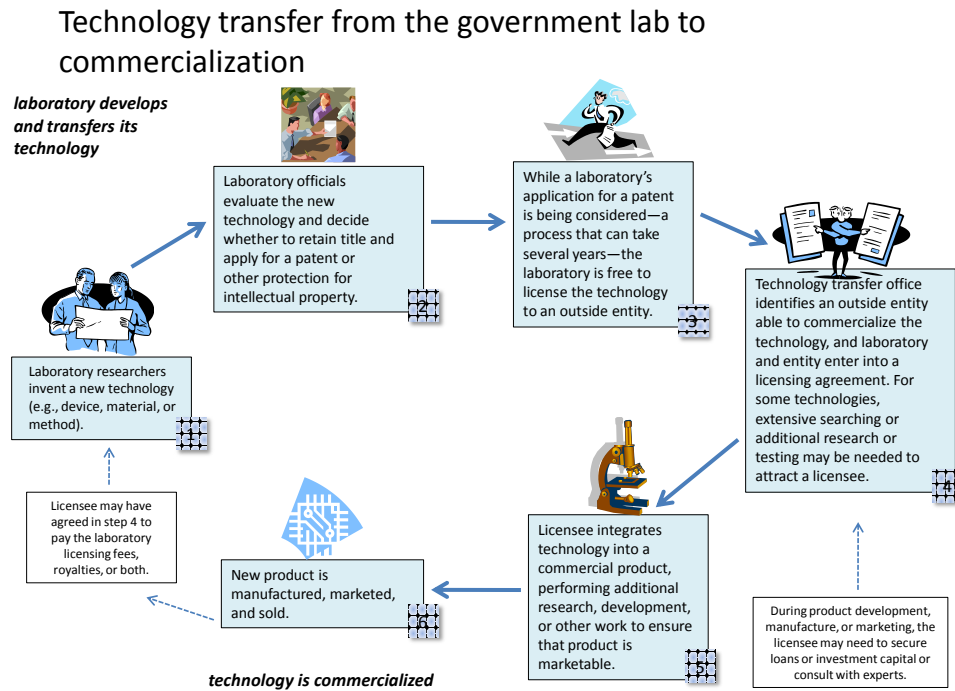 Technology transfer from the government lab to
commercialization
laboratory develops
and transfers its
technology
Laboratory researchers
invent a new technology
(e.g., device, material, or
method).
1
Laboratory officials
evaluate the new
technology and decide
whether to retain title and
apply for a patent or
other protection for
intellectual property.
2
While a laboratory's
application for a patent
is being considered—a
process that can take
several years—the
laboratory is free to
license the technology
to an outside entity.
3
Technology transfer office
identifies an outside entity
able to commercialize the
technology, and laboratory
and entity enter into a
licensing agreement. For
some technologies,
extensive searching or
additional research or
testing may be needed to
attract a licensee.
4
Licensee integrates
technology into a
commercial product,
performing additional
research, development,
or other work to ensure
that product is
marketable.
5
New product is
manufactured, marketed,
and sold.
6
Licensee may have
agreed in step 4 to
pay the laboratory
licensing fees,
royalties, or both.
During product development,
manufacture, or marketing, the
licensee may need to secure
loans or investment capital or
consult with experts.
technology is commercialized